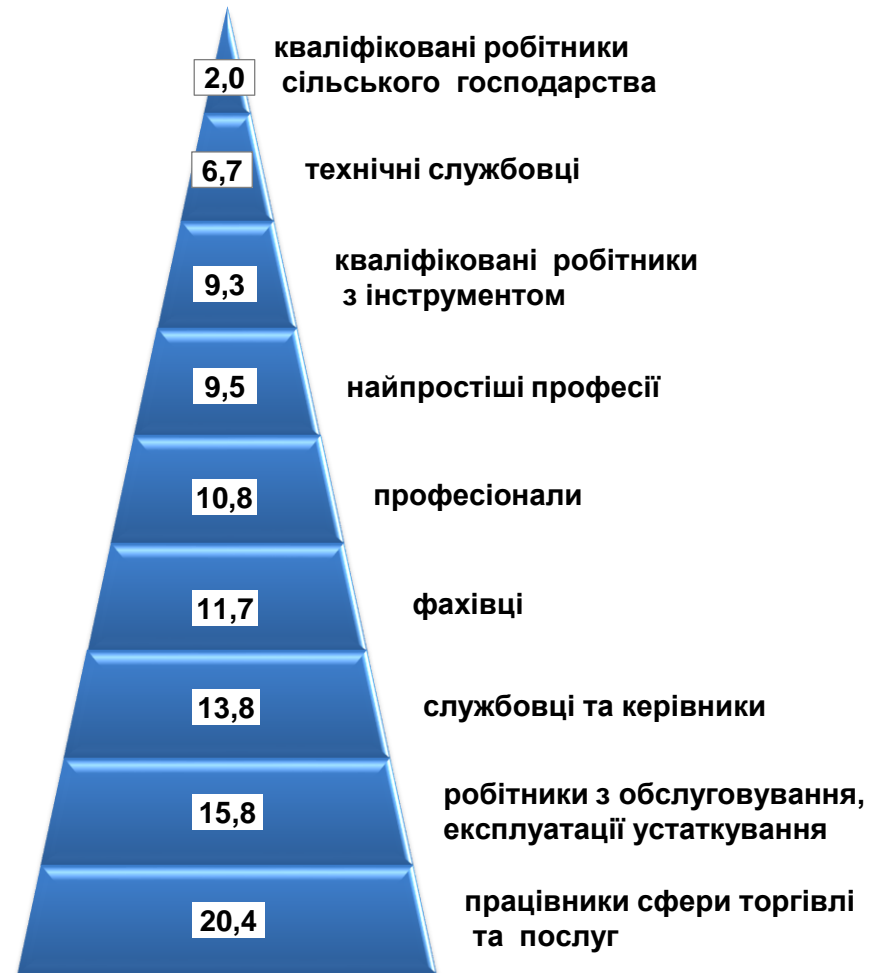 кваліфіковані робітники
2,0 сільського господарства
6,7 технічні службовці
кваліфіковані робітники
9,3 з інструментом
9,5 найпростіші професії
10,8 професіонали
11,7 фахівці
13,8 службовці та керівники
робітники з обслуговування,
15,8 експлуатації устаткування
працівники сфери торгівлі
20,4 та послуг